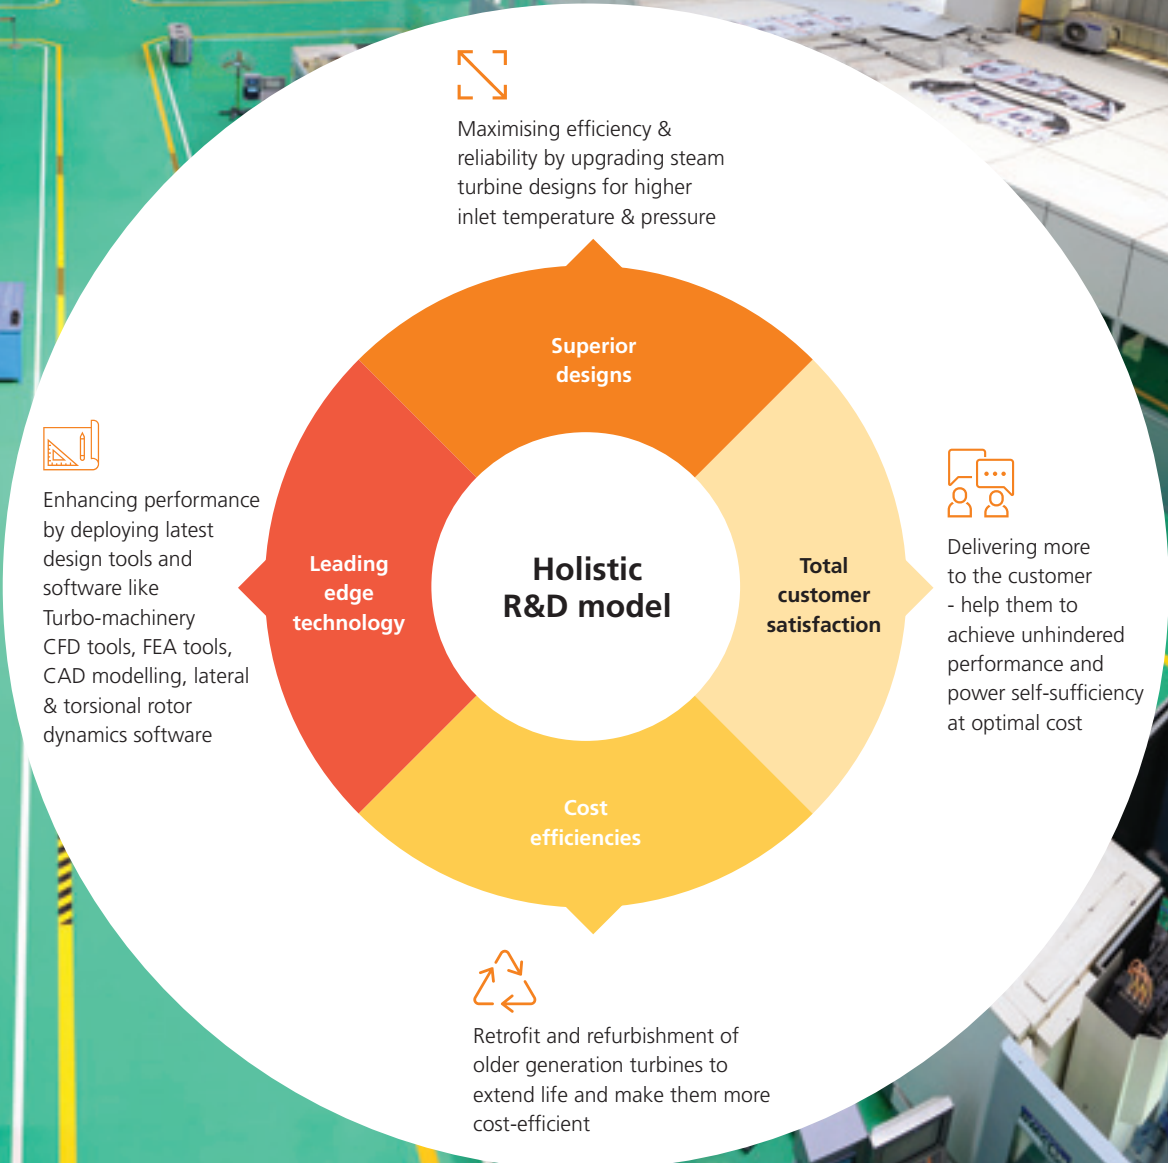 Maximising efficiency &
reliability by upgrading steam
turbine designs for higher
inlet temperature & pressure
Superior
designs
Enhancing performance
by deploying latest
design tools and
software like
Turbo-machinery
CFD tools, FEA tools,
CAD modelling, lateral
& torsional rotor
dynamics software
Leading
edge
technology
Holistic
R&D model
Total
customer
satisfaction
Delivering more
to the customer
- help them to
achieve unhindered
performance and
power self-sufficiency
at optimal cost
Cost
efficiencies
Retrofit and refurbishment of
older generation turbines to
extend life and make them more
cost-efficient